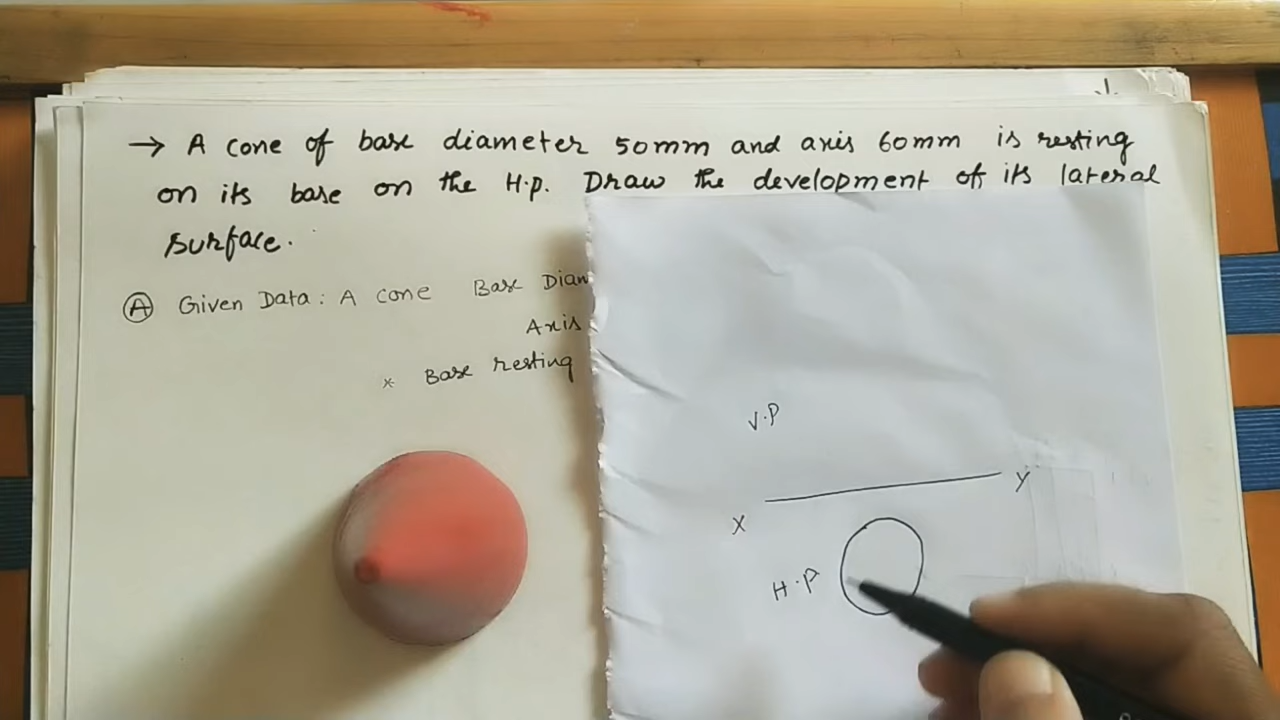 → A cone of base diameter 50mm and axis 60mm is resting
on its base on the H.p. Draw the development of its lateral
surface.
Ⓐ Given Data: A cone Base Diam
Axis
* Base resting
V.P
X Y
H.P